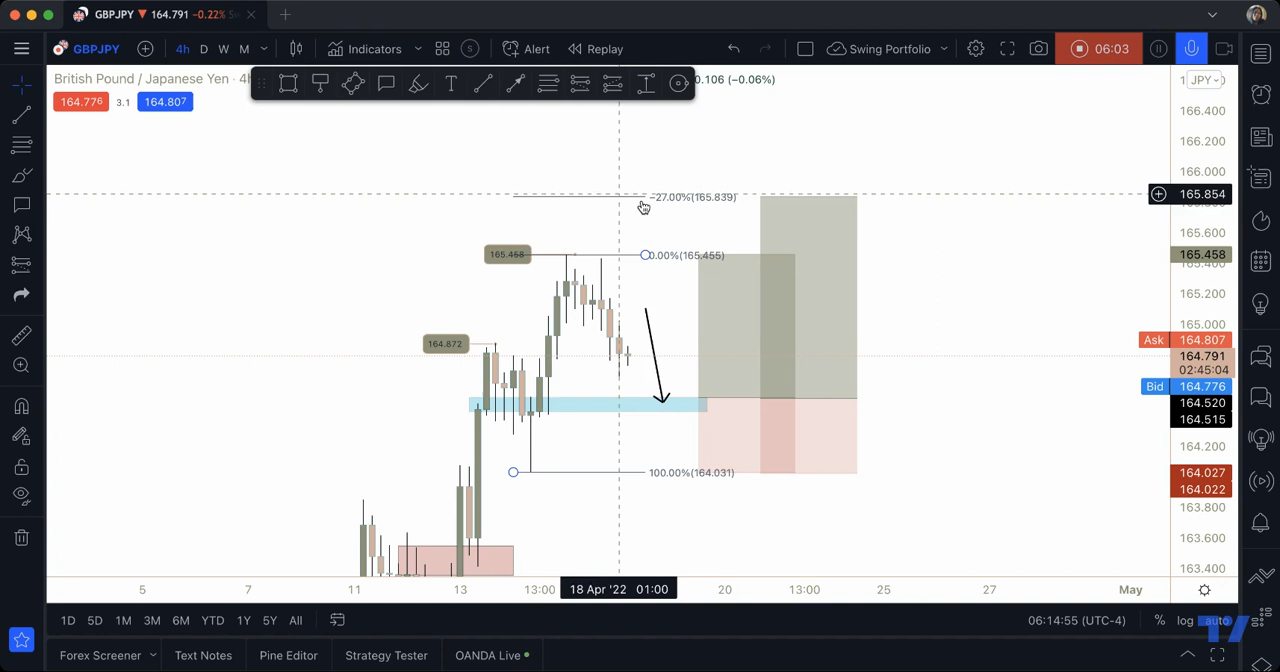 GBPJPY ▼ 164.791 −0.22%
GBPJPY 4h D W M Indicators Alert Replay Swing Portfolio 06:03
British Pound / Japanese Yen · 4h 0.106 (−0.06%) JPY
164.776 3.1 164.807
166.400
166.200
166.000
−27.00%(165.839) 165.854
165.600
165.458 0.00%(165.455) 165.458
165.400
165.200
165.000
164.872 Ask 164.807
164.791
02:45:04
Bid 164.776
164.520
164.515
164.200
100.00%(164.031) 164.027
164.022
163.800
163.600
163.400
5 7 11 13 13:00 18 Apr '22 01:00 20 13:00 25 27 May
1D 5D 1M 3M 6M YTD 1Y 5Y All 06:14:55 (UTC-4) % log auto
Forex Screener Text Notes Pine Editor Strategy Tester OANDA Live